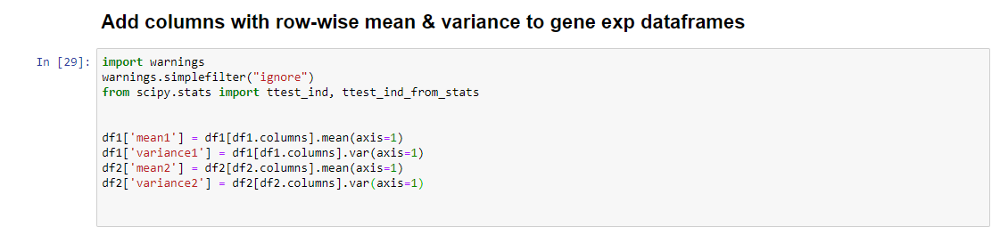 Add columns with row-wise mean & variance to gene exp dataframes
In [29]: import warnings
warnings.simplefilter("ignore")
from scipy.stats import ttest_ind, ttest_ind_from_stats
df1['mean1'] = df1[df1.columns].mean(axis=1)
df1['variance1'] = df1[df1.columns].var(axis=1)
df2['mean2'] = df2[df2.columns].mean(axis=1)
df2['variance2'] = df2[df2.columns].var(axis=1)